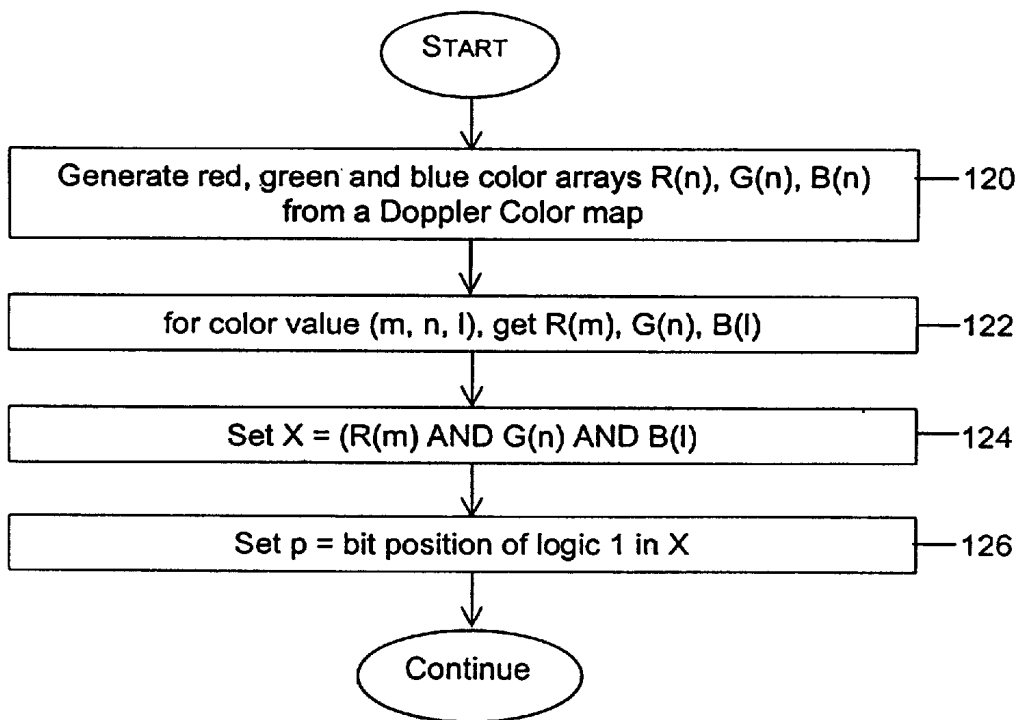 START
Generate red, green and blue color arrays R(n), G(n), B(n)
from a Doppler Color map
120
for color value (m, n, l), get R(m), G(n), B(l)
122
Set X = (R(m) AND G(n) AND B(l)
124
Set p = bit position of logic 1 in X
126
Continue